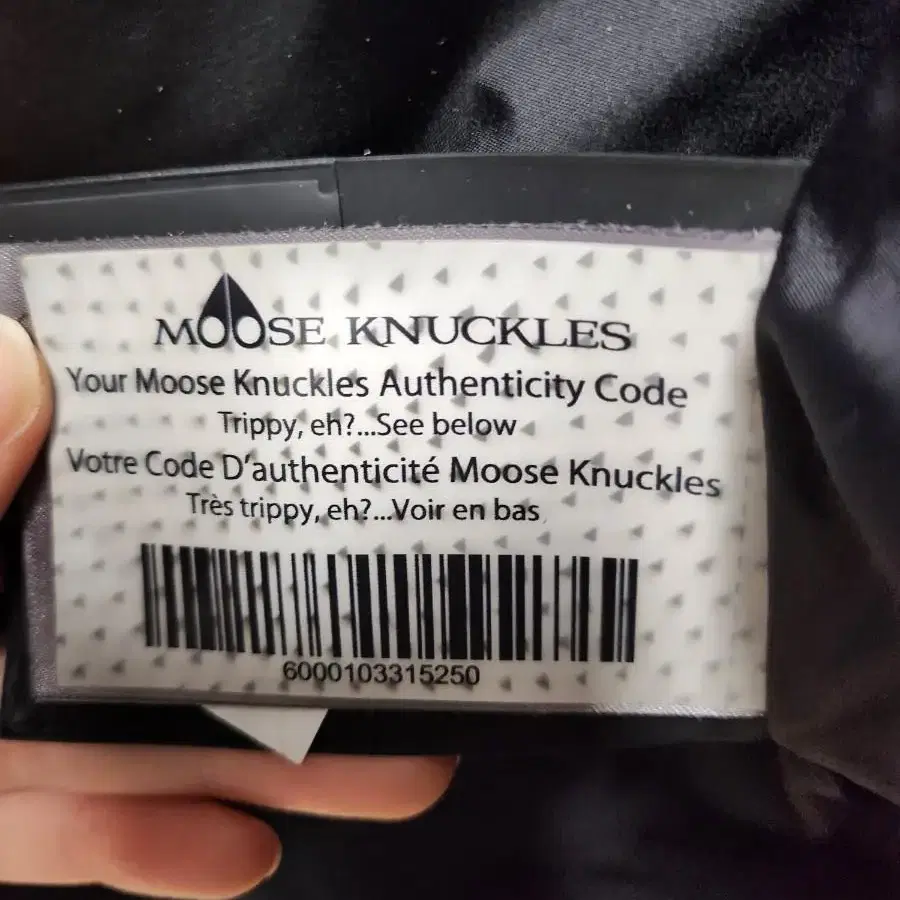 MOOSE KNUCKLES
Your Moose Knuckles Authenticity Code
Trippy, eh?...See below
Votre Code D'authenticité Moose Knuckles
Très trippy, eh?...Voir en bas
6000103315250